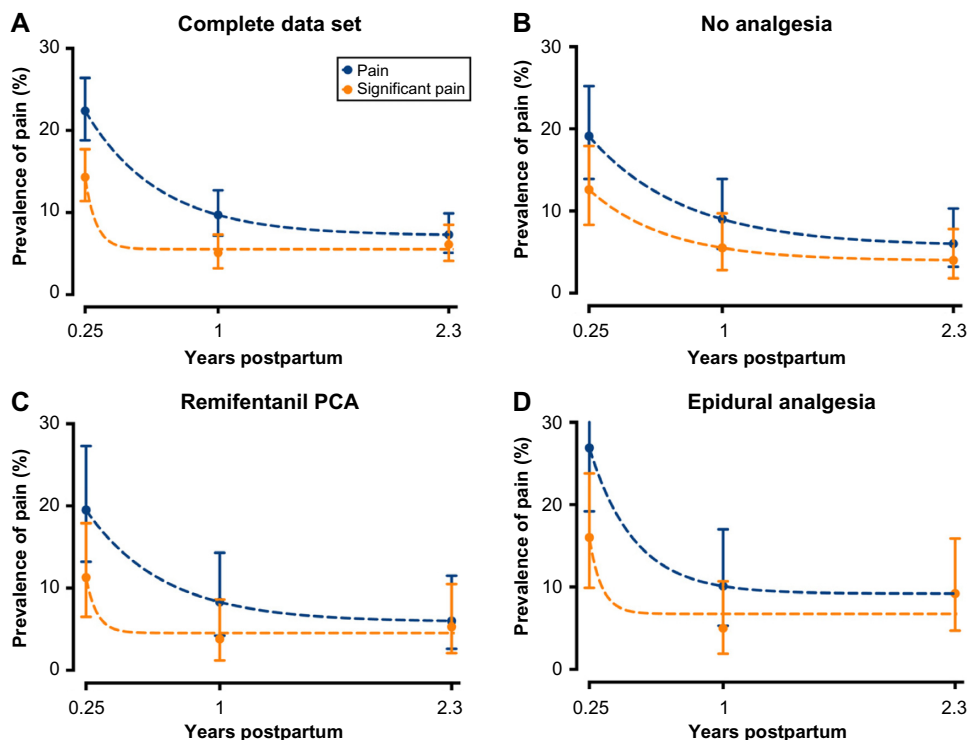 A
Complete data set
Prevalence of pain (%)
30
20
10
0
Pain
Significant pain
0.25
1
2.3
Years postpartum
B
No analgesia
Prevalence of pain (%)
30
20
10
0
0.25
1
2.3
Years postpartum
C
Remifentanil PCA
Prevalence of pain (%)
30
20
10
0
0.25
1
2.3
Years postpartum
D
Epidural analgesia
Prevalence of pain (%)
30
20
10
0
0.25
1
2.3
Years postpartum